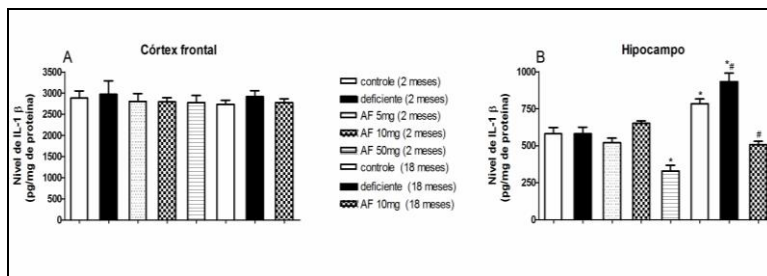 A
Córtex frontal
Nível de IL-1 β
(pg/mg de proteína)
3500
3000
2500
2000
1500
1000
500
0
controle (2 meses)
deficiente (2 meses)
AF 5mg (2 meses)
AF 10mg (2 meses)
AF 50mg (2 meses)
controle (18 meses)
deficiente (18 meses)
AF 10mg (18 meses)
B
Hipocampo
Nível de IL-1 β
(pg/mg de proteína)
1000
750
500
250
0
*
*
*#
#